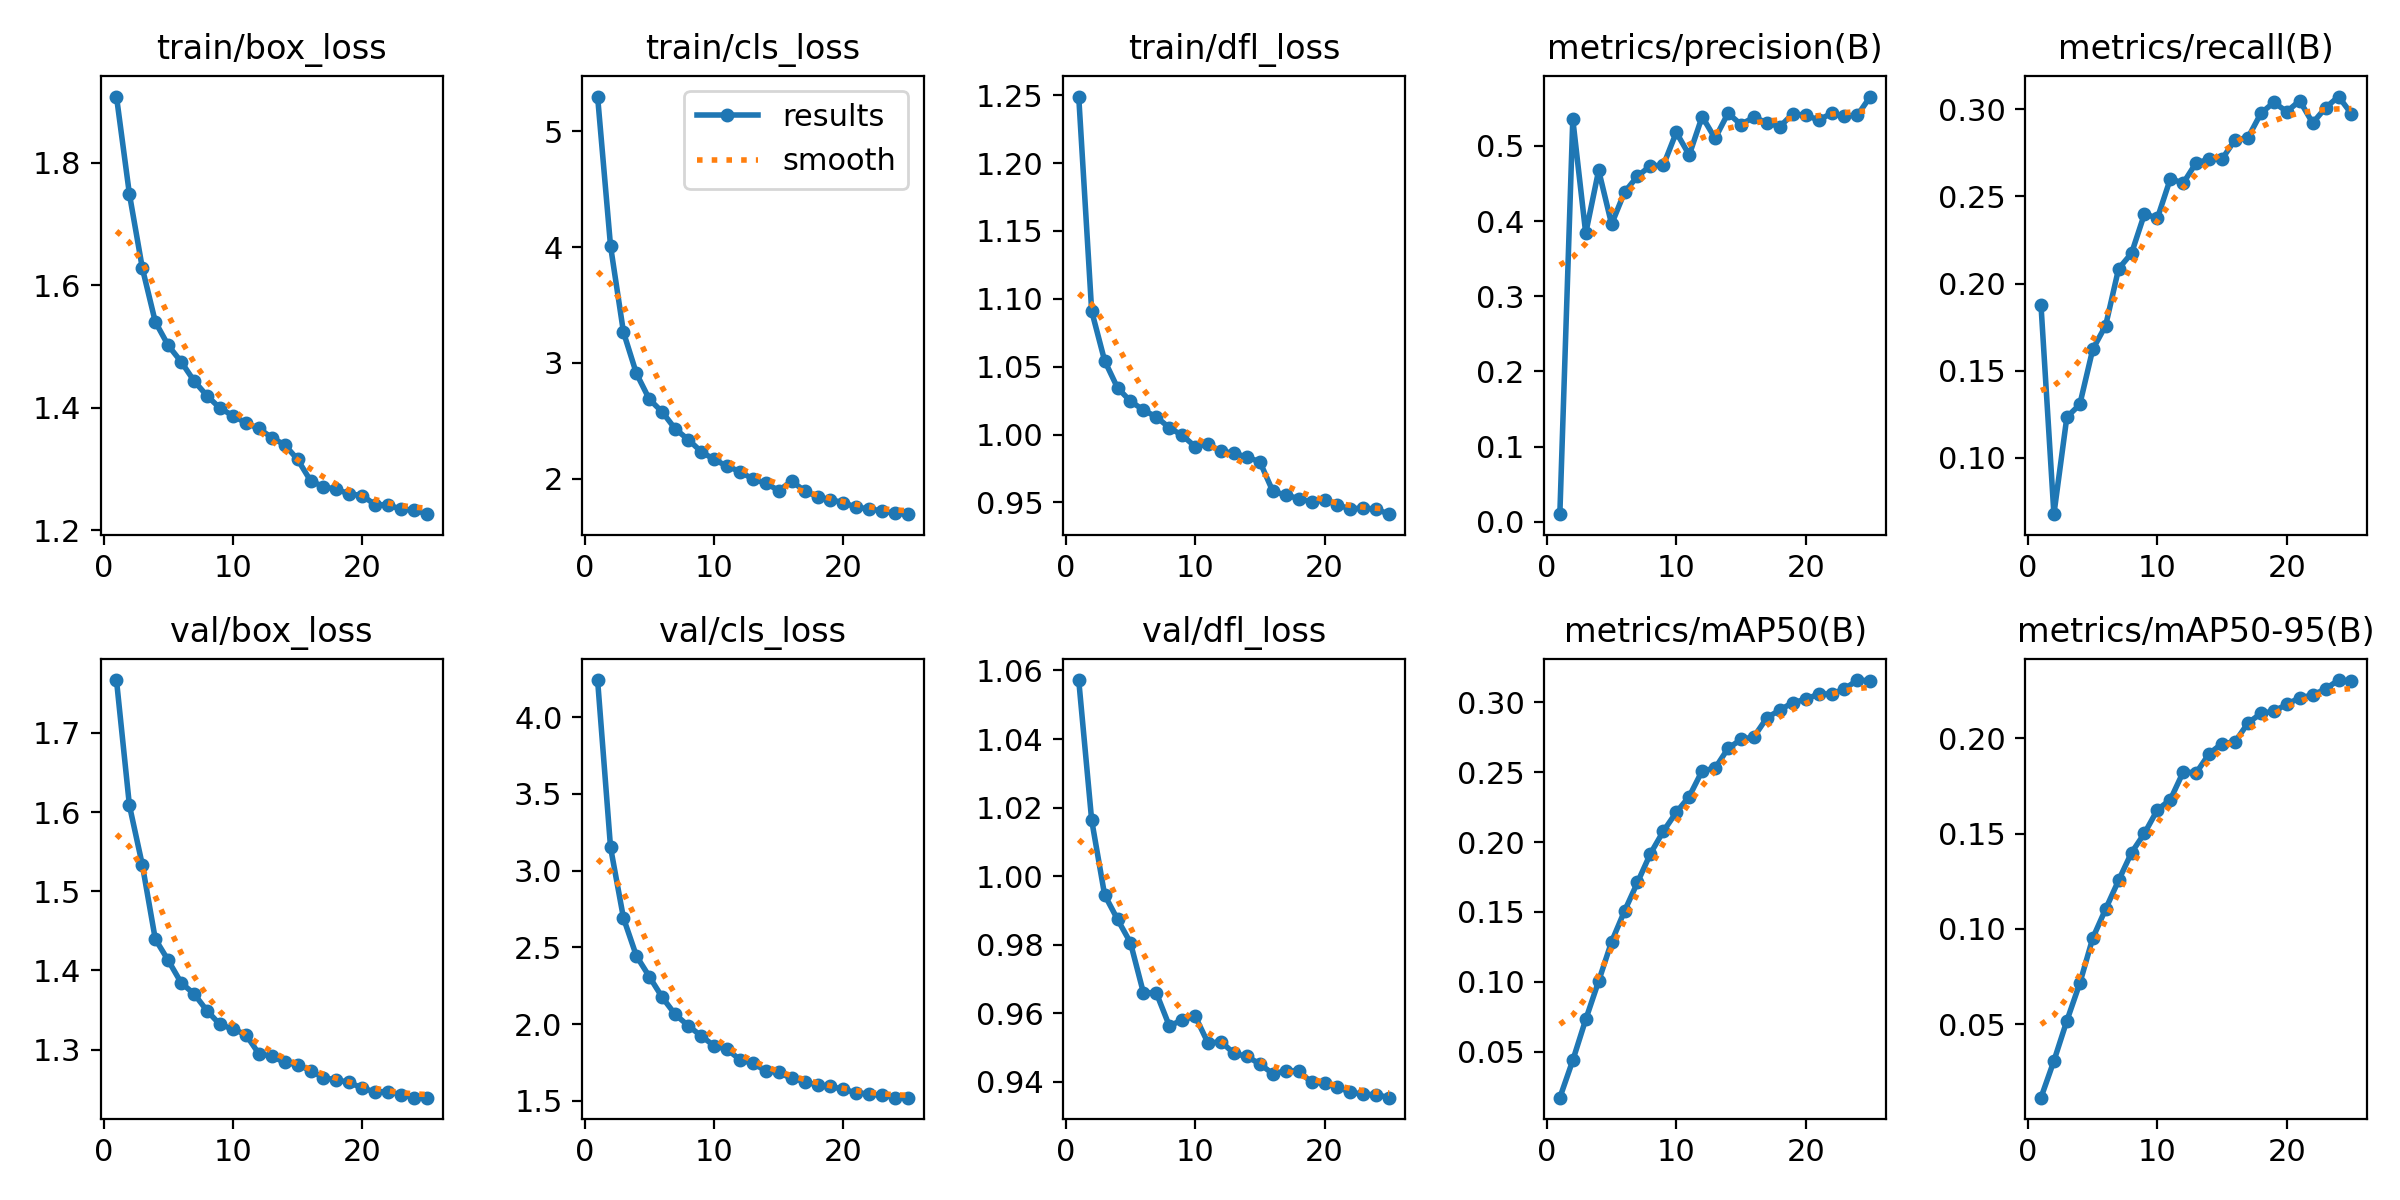 train/box_loss
train/cls_loss
train/dfl_loss
metrics/precision(B)
metrics/recall(B)
1.8
1.6
1.4
1.2
0 10 20
results
smooth
5
4
3
2
0 10 20
1.25
1.20
1.15
1.10
1.05
1.00
0.95
0 10 20
0.5
0.4
0.3
0.2
0.1
0.0
0 10 20
0.30
0.25
0.20
0.15
0.10
0 10 20
val/box_loss
val/cls_loss
val/dfl_loss
metrics/mAP50(B)
metrics/mAP50-95(B)
1.7
1.6
1.5
1.4
1.3
0 10 20
4.0
3.5
3.0
2.5
2.0
1.5
0 10 20
1.06
1.04
1.02
1.00
0.98
0.96
0.94
0 10 20
0.30
0.25
0.20
0.15
0.10
0.05
0 10 20
0.20
0.15
0.10
0.05
0 10 20